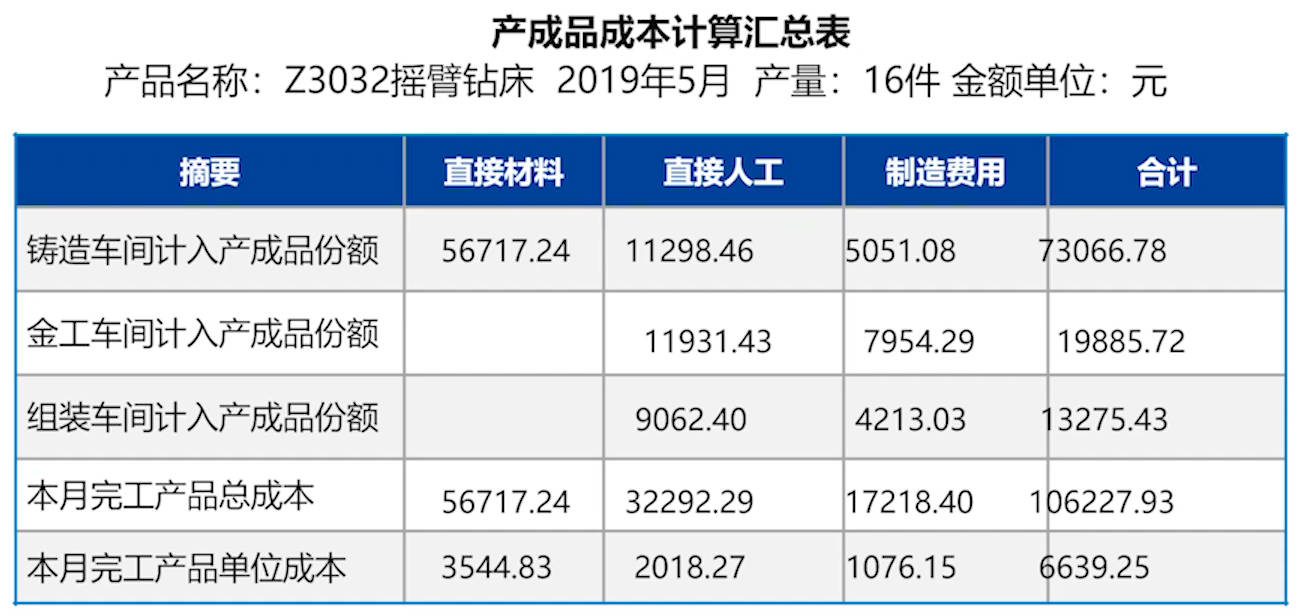 产成品成本计算汇总表
产品名称：Z3032摇臂钻床 2019年5月 产量：16件 金额单位：元
摘要 直接材料 直接人工 制造费用 合计
铸造车间计入产成品份额 56717.24 11298.46 5051.08 73066.78
金工车间计入产成品份额 11931.43 7954.29 19885.72
组装车间计入产成品份额 9062.40 4213.03 13275.43
本月完工产品总成本 56717.24 32292.29 17218.40 106227.93
本月完工产品单位成本 3544.83 2018.27 1076.15 6639.25